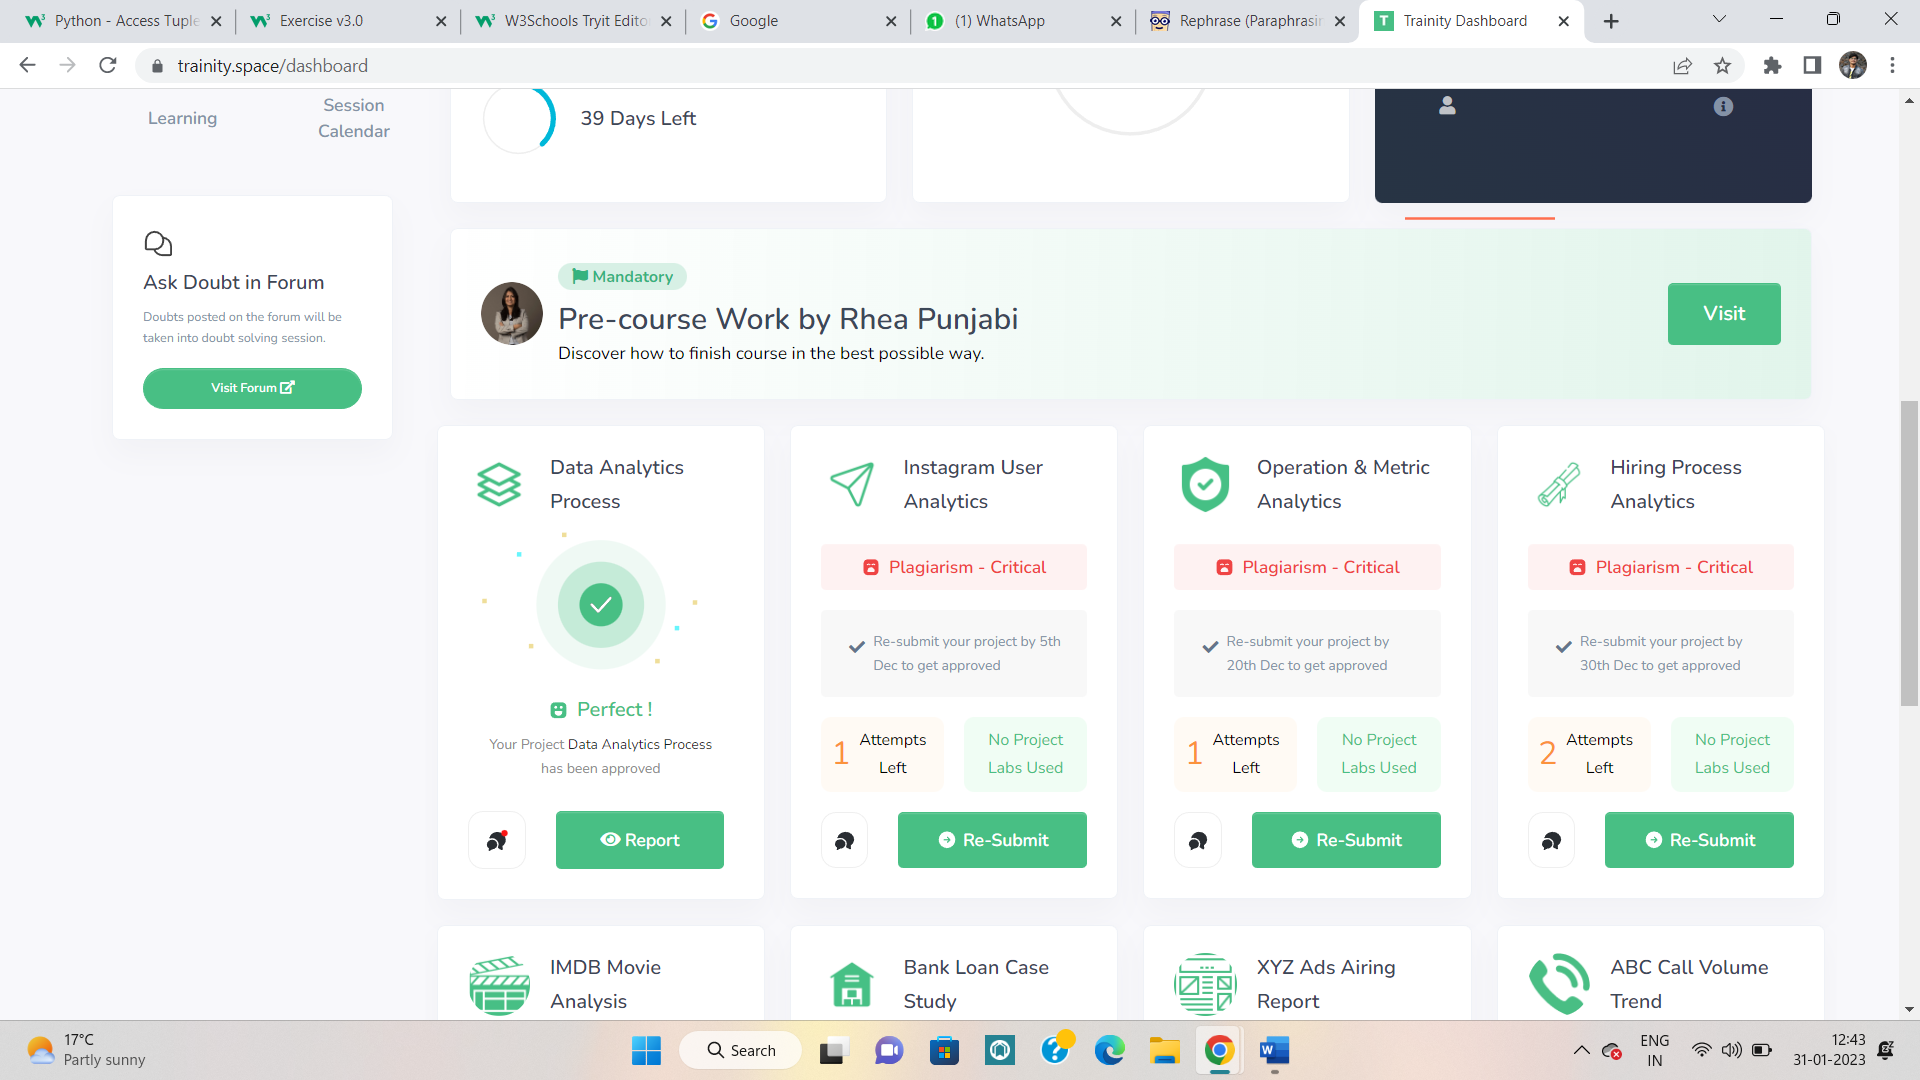 Python - Access Tuple
Exercise v3.0
W3Schools Tryit Edito
Google
(1) WhatsApp
Rephrase (Paraphrasin
Trainity Dashboard
trainity.space/dashboard
Learning
Session
Calendar
39 Days Left
Ask Doubt in Forum
Doubts posted on the forum will be
taken into doubt solving session.
Visit Forum
Mandatory
Pre-course Work by Rhea Punjabi
Discover how to finish course in the best possible way.
Visit
Data Analytics
Process
Perfect !
Your Project Data Analytics Process
has been approved
Report
Instagram User
Analytics
Plagiarism - Critical
Re-submit your project by 5th
Dec to get approved
1 Attempts
Left
No Project
Labs Used
Re-Submit
Operation & Metric
Analytics
Plagiarism - Critical
Re-submit your project by
20th Dec to get approved
1 Attempts
Left
No Project
Labs Used
Re-Submit
Hiring Process
Analytics
Plagiarism - Critical
Re-submit your project by
30th Dec to get approved
2 Attempts
Left
No Project
Labs Used
Re-Submit
IMDB Movie
Analysis
Bank Loan Case
Study
XYZ Ads Airing
Report
ABC Call Volume
Trend
17°C
Partly sunny
Search
ENG
IN
12:43
31-01-2023